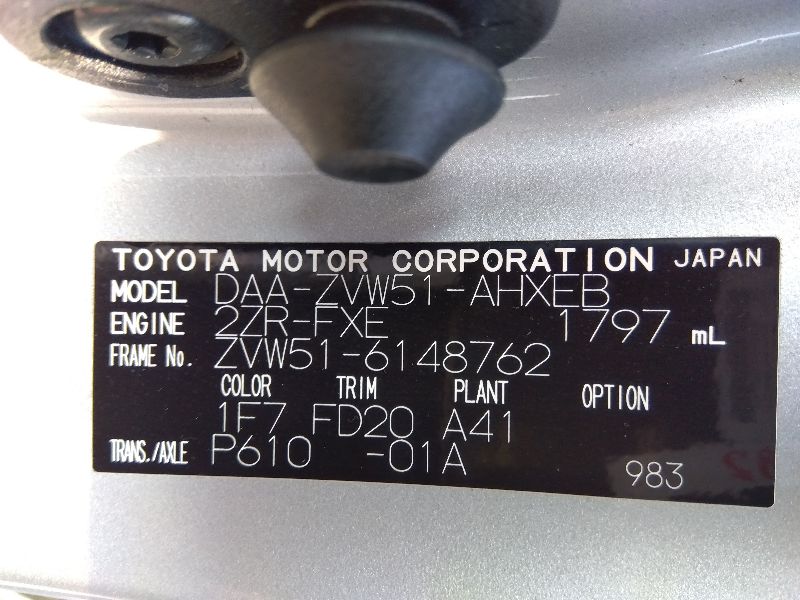 TOYOTA MOTOR CORPORATION JAPAN
MODEL DAA-ZVW51-AHXEB
ENGINE 2ZR-FXE 1797 mL
FRAME No. ZVW51-6148762
COLOR TRIM PLANT OPTION
1F7 FD20 A41
TRANS./AXLE P610 -01A
983